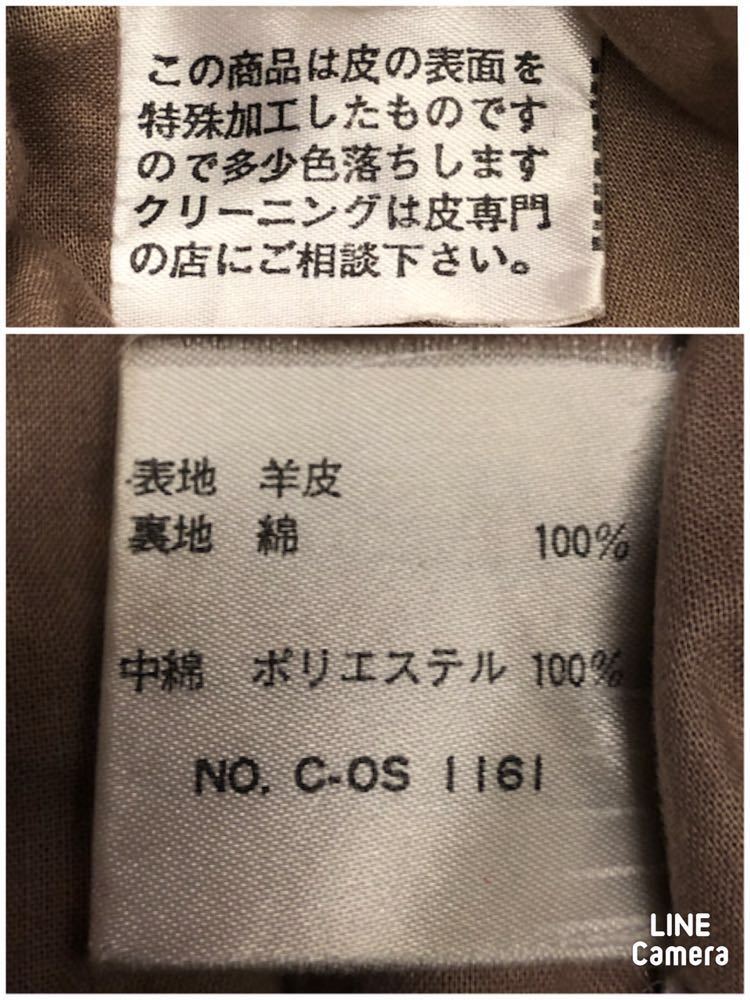 この商品は皮の表面を
特殊加工したものです
ので多少色落ちします
クリーニングは皮専門
の店にご相談下さい。
表地 羊皮
裏地 綿 100%
中綿 ポリエステル 100%
NO. C-OS 1161
LINE
Camera